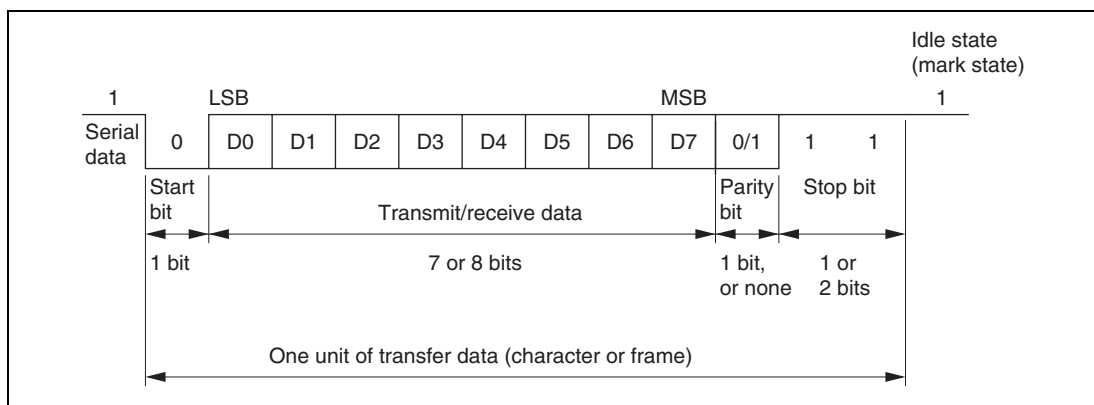 Idle state
(mark state)
1 LSB MSB 1
Serial
data
0 D0 D1 D2 D3 D4 D5 D6 D7 0/1 1 1
Start
bit
Transmit/receive data
Parity
bit
Stop bit
1 bit
7 or 8 bits
1 bit,
or none
1 or
2 bits
One unit of transfer data (character or frame)